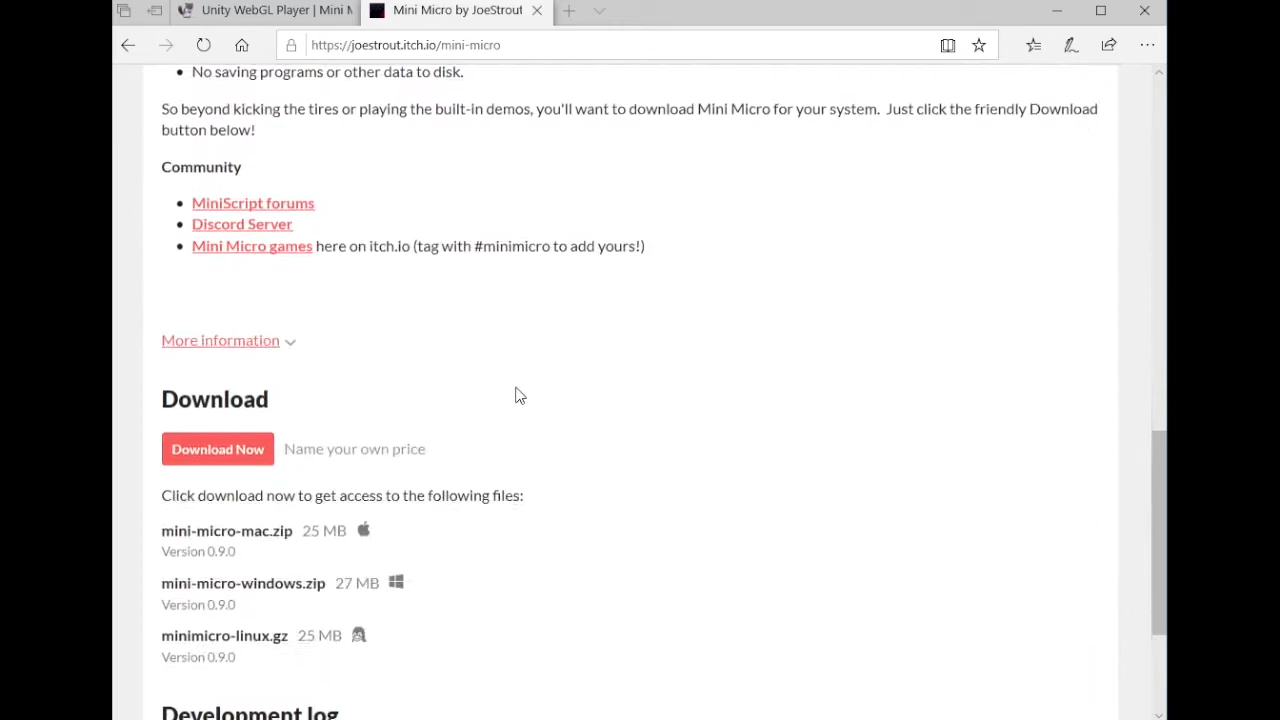 Unity WebGL Player | Mini M
Mini Micro by JoeStrout
https://joestrout.itch.io/mini-micro
No saving programs or other data to disk.
So beyond kicking the tires or playing the built-in demos, you'll want to download Mini Micro for your system. Just click the friendly Download
button below!
Community
MiniScript forums
Discord Server
Mini Micro games here on itch.io (tag with #minimicro to add yours!)
More information
Download
Download Now Name your own price
Click download now to get access to the following files:
mini-micro-mac.zip 25 MB
Version 0.9.0
mini-micro-windows.zip 27 MB
Version 0.9.0
minimicro-linux.gz 25 MB
Version 0.9.0
Development log